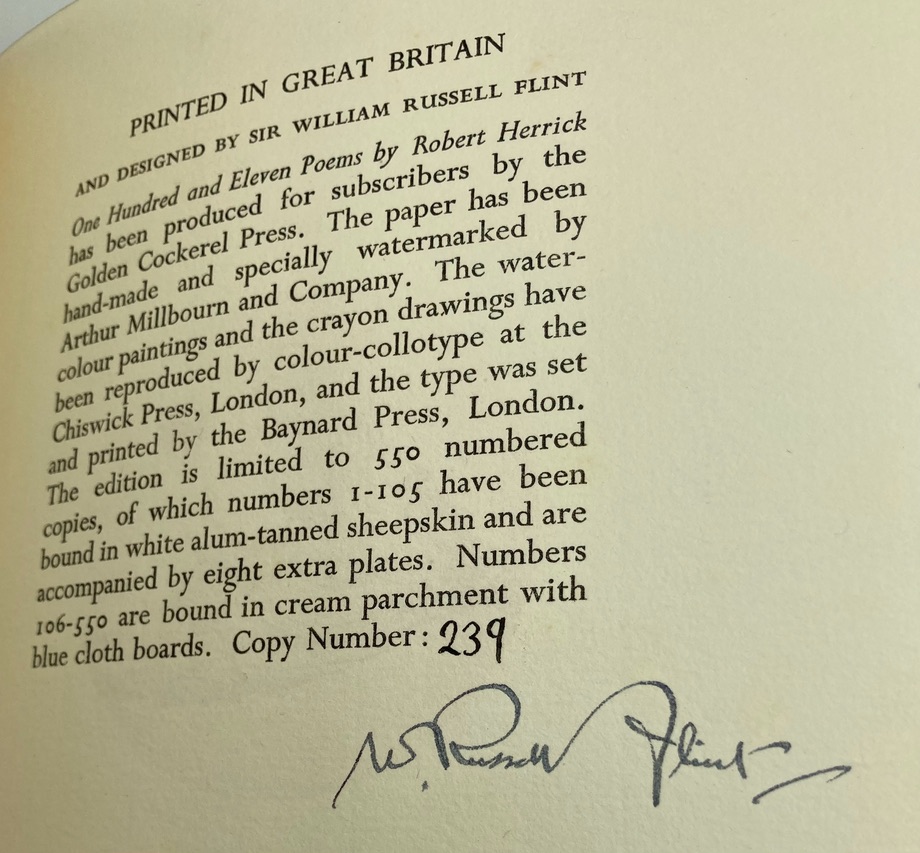 PRINTED IN GREAT BRITAIN
AND DESIGNED BY SIR WILLIAM RUSSELL FLINT
One Hundred and Eleven Poems by Robert Herrick
has been produced for subscribers by the
Golden Cockerel Press. The paper has been
hand-made and specially watermarked by
Arthur Millbourn and Company. The water-
colour paintings and the crayon drawings have
been reproduced by colour-collotype at the
Chiswick Press, London, and the type was set
and printed by the Baynard Press, London.
The edition is limited to 550 numbered
copies, of which numbers 1-105 have been
bound in white alum-tanned sheepskin and are
accompanied by eight extra plates. Numbers
106-550 are bound in cream parchment with
blue cloth boards. Copy Number: 239
W. Russell Flint